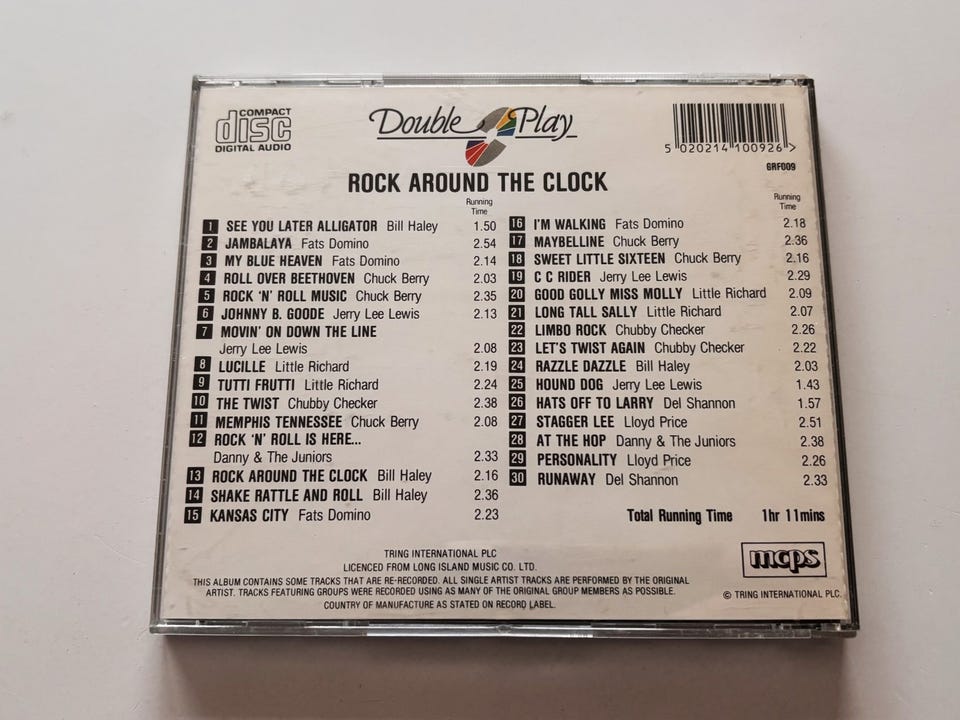 COMPACT
disc
DIGITAL AUDIO
Double Play
5 020214 100926 >
GRF009
ROCK AROUND THE CLOCK
Running
Time
1 SEE YOU LATER ALLIGATOR Bill Haley 1.50
2 JAMBALAYA Fats Domino 2.54
3 MY BLUE HEAVEN Fats Domino 2.14
4 ROLL OVER BEETHOVEN Chuck Berry 2.03
5 ROCK 'N' ROLL MUSIC Chuck Berry 2.35
6 JOHNNY B. GOODE Jerry Lee Lewis 2.13
7 MOVIN' ON DOWN THE LINE
Jerry Lee Lewis 2.08
8 LUCILLE Little Richard 2.19
9 TUTTI FRUTTI Little Richard 2.24
10 THE TWIST Chubby Checker 2.38
11 MEMPHIS TENNESSEE Chuck Berry 2.08
12 ROCK 'N' ROLL IS HERE...
Danny & The Juniors 2.33
13 ROCK AROUND THE CLOCK Bill Haley 2.16
14 SHAKE RATTLE AND ROLL Bill Haley 2.36
15 KANSAS CITY Fats Domino 2.23
Running
Time
16 I'M WALKING Fats Domino 2.18
17 MAYBELLINE Chuck Berry 2.36
18 SWEET LITTLE SIXTEEN Chuck Berry 2.16
19 C C RIDER Jerry Lee Lewis 2.29
20 GOOD GOLLY MISS MOLLY Little Richard 2.09
21 LONG TALL SALLY Little Richard 2.07
22 LIMBO ROCK Chubby Checker 2.26
23 LET'S TWIST AGAIN Chubby Checker 2.22
24 RAZZLE DAZZLE Bill Haley 2.03
25 HOUND DOG Jerry Lee Lewis 1.43
26 HATS OFF TO LARRY Del Shannon 1.57
27 STAGGER LEE Lloyd Price 2.51
28 AT THE HOP Danny & The Juniors 2.38
29 PERSONALITY Lloyd Price 2.26
30 RUNAWAY Del Shannon 2.33
Total Running Time 1hr 11mins
TRING INTERNATIONAL PLC
LICENCED FROM LONG ISLAND MUSIC CO. LTD.
THIS ALBUM CONTAINS SOME TRACKS THAT ARE RE-RECORDED. ALL SINGLE ARTIST TRACKS ARE PERFORMED BY THE ORIGINAL
ARTIST. TRACKS FEATURING GROUPS WERE RECORDED USING AS MANY OF THE ORIGINAL GROUP MEMBERS AS POSSIBLE.
COUNTRY OF MANUFACTURE AS STATED ON RECORD LABEL.
mcps
© TRING INTERNATIONAL PLC.